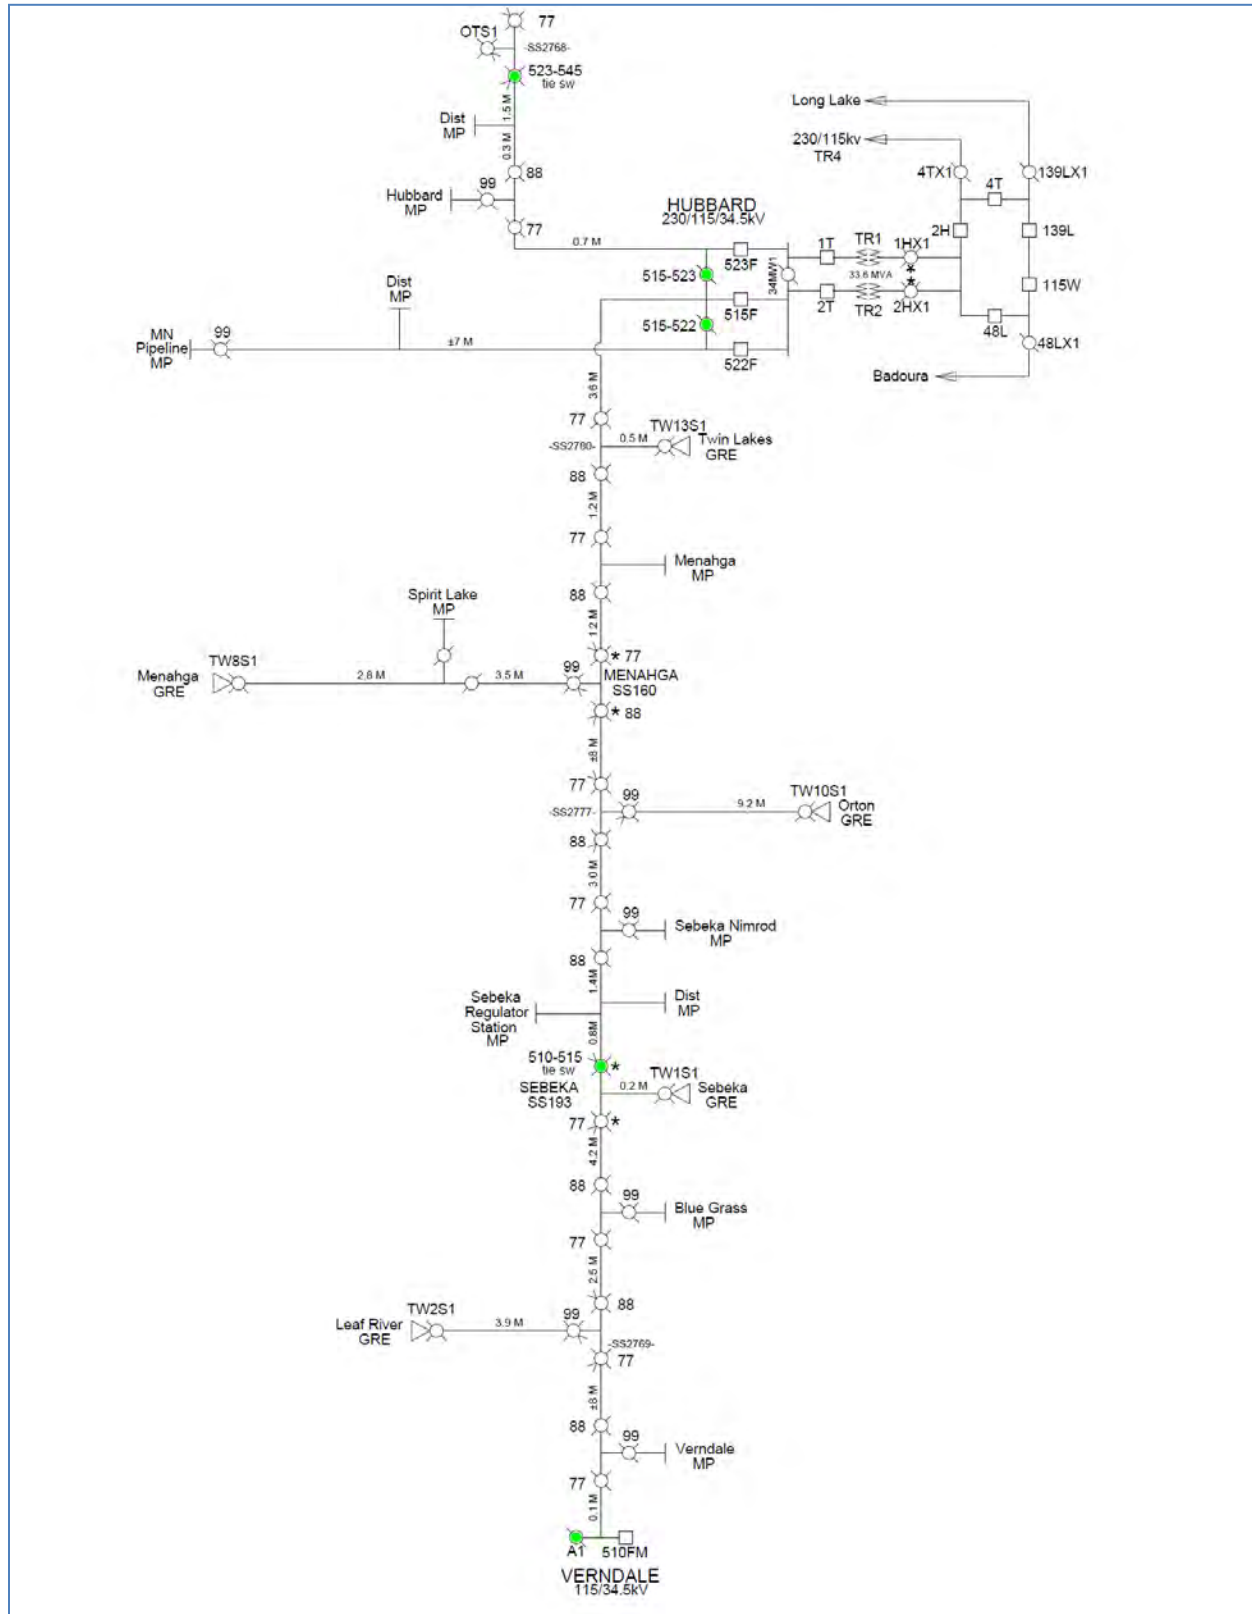 77
OTS1
-SS2768-
523-545
tie sw
1.5 M
Dist
MP
0.3 M
88
99
Hubbard
MP
77
0.7 M
Long Lake
230/115kv
TR4
4TX1
4T
139LX1
HUBBARD
230/115/34.5kV
2H
139L
1T
TR1
1HX1
523F
515-523
34MW1
33.6 MVA
*
*
115W
515F
2T
TR2
2HX1
515-522
48L
48LX1
522F
Badoura
Dist
MP
MN
Pipeline
MP
99
±7 M
3.6 M
77
TW13S1
-SS2780-
0.5 M
Twin Lakes
GRE
88
1.2 M
77
Menahga
MP
88
1.2 M
Spirit Lake
MP
* 77
TW8S1
99
MENAHGA
SS160
Menahga
GRE
2.8 M
3.5 M
* 88
±8 M
77
TW10S1
99
9.2 M
-SS2777-
Orton
GRE
88
3.0 M
77
99
Sebeka Nimrod
MP
88
1.4M
Dist
MP
Sebeka
Regulator
Station
MP
0.8M
510-515
tie sw
*
TW1S1
SEBEKA
SS193
0.2 M
Sebeka
GRE
77
*
4.2 M
88
99
Blue Grass
MP
77
2.5 M
88
TW2S1
99
Leaf River
GRE
3.9 M
-SS2769-
77
±8 M
88
99
Verndale
MP
77
0.1 M
A1
510FM
VERNDALE
115/34.5kV